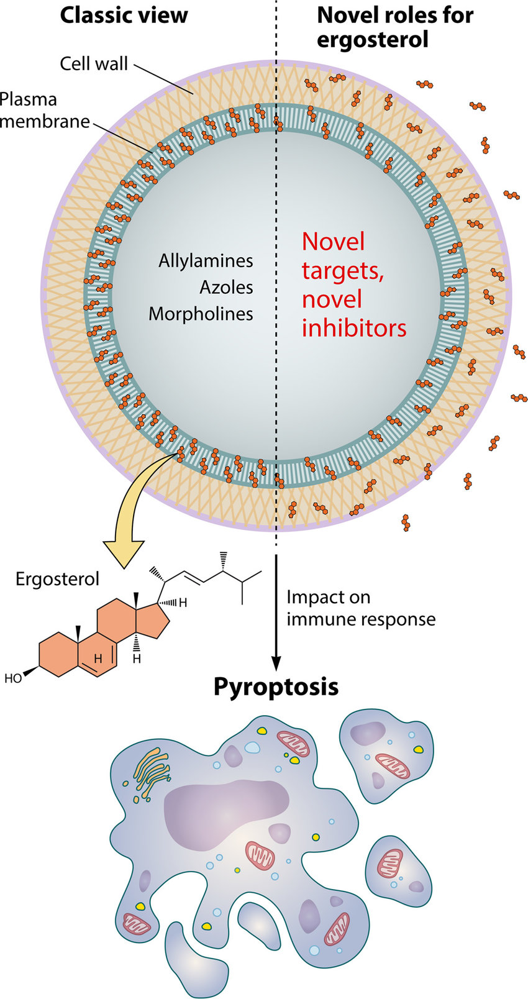 Classic view
Novel roles for
ergosterol
Cell wall
Plasma
membrane
Allylamines
Azoles
Morpholines
Novel
targets,
novel
inhibitors
Ergosterol
H
H
H
HO
Impact on
immune response
Pyroptosis